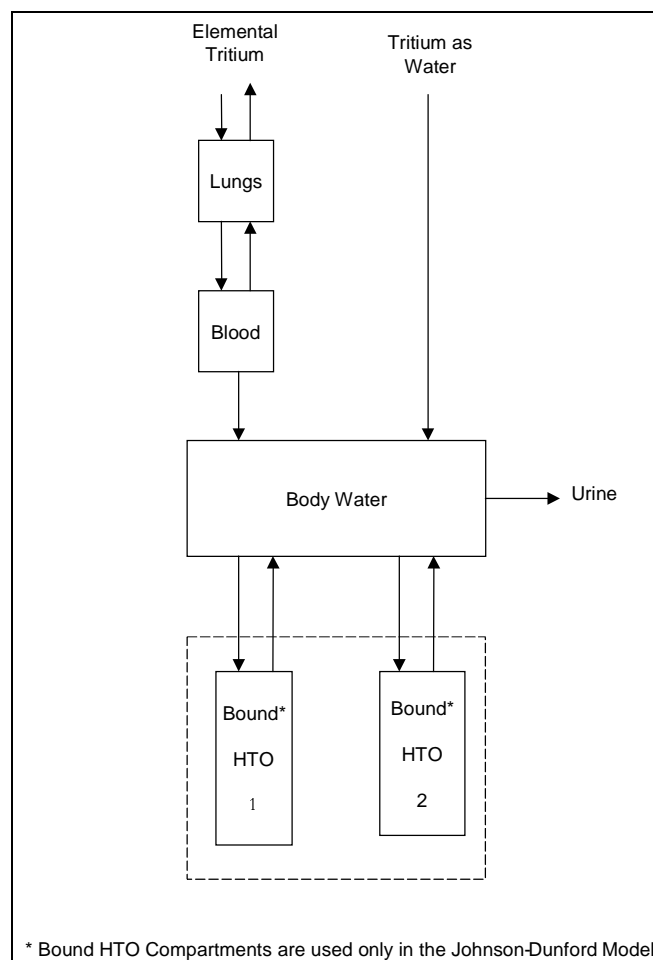 Elemental
Tritium
Tritium as
Water
Lungs
Blood
Body Water
Urine
Bound*
HTO
1
Bound*
HTO
2
* Bound HTO Compartments are used only in the Johnson-Dunford Model